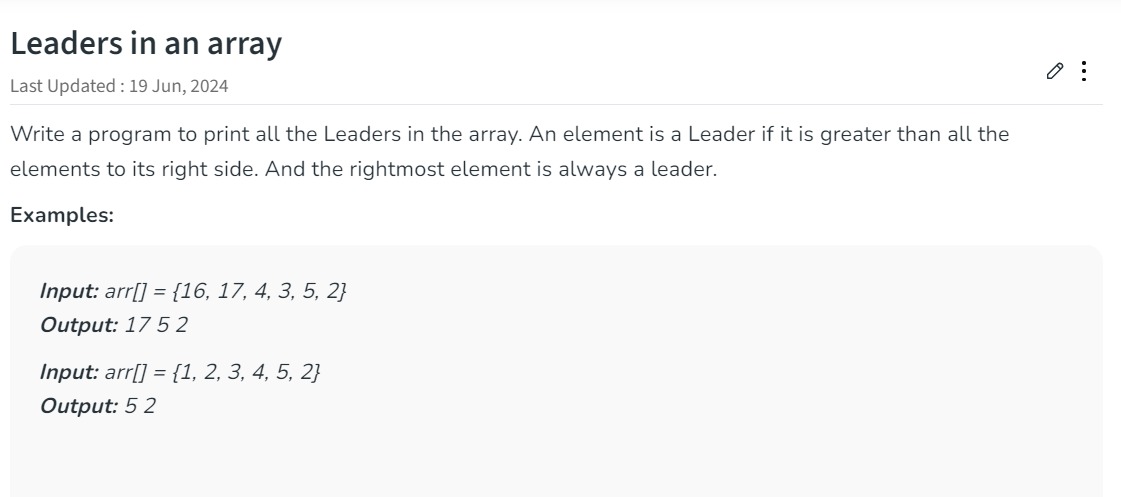 Leaders in an array
Last Updated : 19 Jun, 2024
Write a program to print all the Leaders in the array. An element is a Leader if it is greater than all the
elements to its right side. And the rightmost element is always a leader.
Examples:
Input: arr[] = {16, 17, 4, 3, 5, 2}
Output: 17 5 2
Input: arr[] = {1, 2, 3, 4, 5, 2}
Output: 5 2